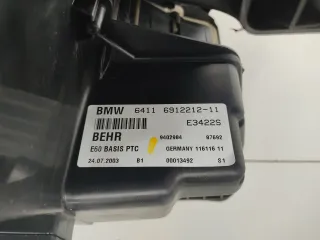 BMW 6411 6912212-11
E3422S
BEHR 9402984 87692
E60 BASIS PTC GERMANY 116116 11
24.07.2003 B1 00013492 S1